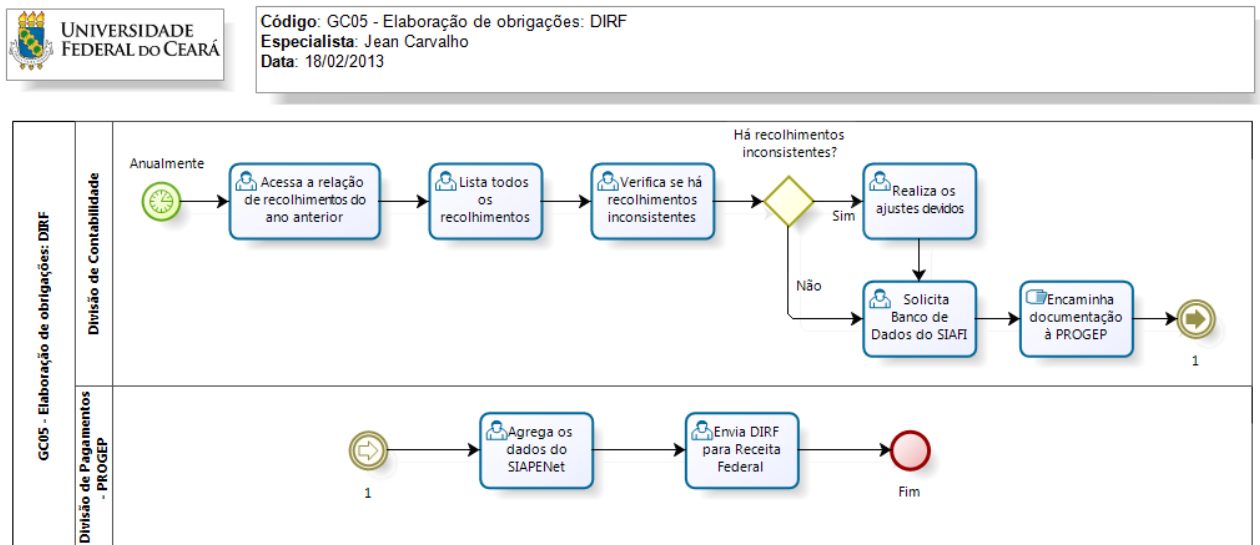 UNIVERSIDADE
FEDERAL DO CEARÁ
Código: GC05 - Elaboração de obrigações: DIRF
Especialista: Jean Carvalho
Data: 18/02/2013
GC05 - Elaboração de obrigações: DIRF
Divisão de Contabilidade
Anualmente
Acessa a relação
de recolhimentos do
ano anterior
Lista todos
os
recolhimentos
Verifica se há
recolhimentos
inconsistentes
Há recolhimentos
inconsistentes?
Sim
Realiza os
ajustes devidos
Não
Solicita
Banco de
Dados do SIAFI
Encaminha
documentação
à PROGEP
1
Divisão de Pagamentos
- PROGEP
1
Agrega os
dados do
SIAPENet
Envia DIRF
para Receita
Federal
Fim